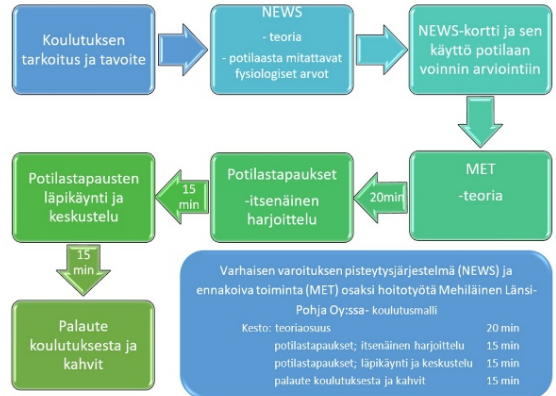 Koulutuksen
tarkoitus ja tavoite
NEWS
- teoria
- potilaasta mitattavat
fysiologiset arvot
NEWS-kortti ja sen
käyttö potilaan
voinnin arviointiin
MET
-teoria
20min
Potilastapaukset
-itsenäinen
harjoittelu
15
min
Potilastapausten
läpikäynti ja
keskustelu
15
min
Palaute
koulutuksesta ja
kahvit
Varhaisen varoituksen pisteytysjärjestelmä (NEWS) ja
ennakoiva toiminta (MET) osaksi hoitotyötä Mehiläinen Länsi-
Pohja Oy:ssa- koulutusmalli
Kesto: teoriaosuus 20 min
potilastapaukset; itsenäinen harjoittelu 15 min
potilastapaukset; läpikäynti ja keskustelu 15 min
palaute koulutuksesta ja kahvit 15 min